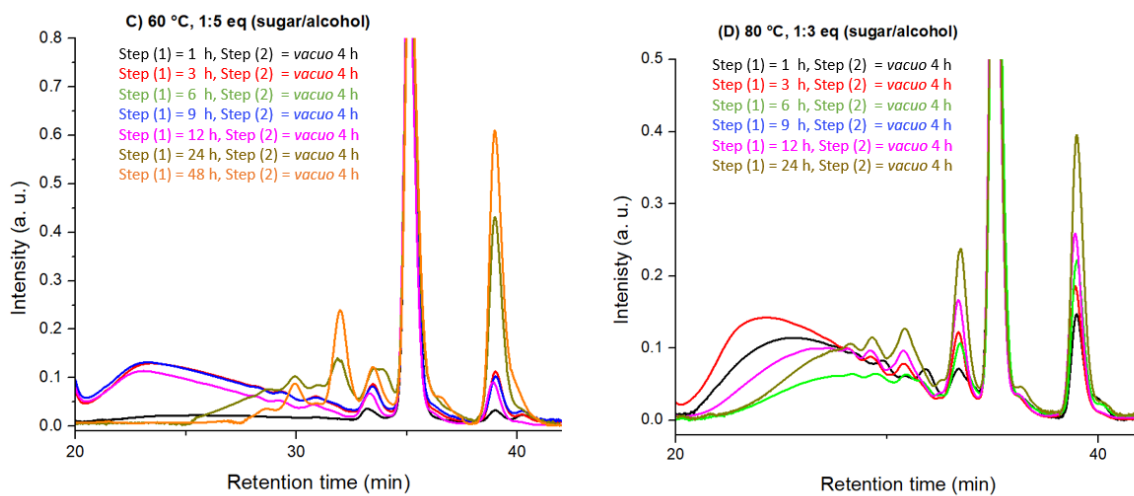 C) 60 °C, 1:5 eq (sugar/alcohol)
Step (1) = 1 h, Step (2) = vacuo 4 h
Step (1) = 3 h, Step (2) = vacuo 4 h
Step (1) = 6 h, Step (2) = vacuo 4 h
Step (1) = 9 h, Step (2) = vacuo 4 h
Step (1) = 12 h, Step (2) = vacuo 4 h
Step (1) = 24 h, Step (2) = vacuo 4 h
Step (1) = 48 h, Step (2) = vacuo 4 h
Intensity (a. u.)
0.8
0.7
0.6
0.5
0.4
0.3
0.2
0.1
0.0
20 30 40
Retention time (min)
(D) 80 °C, 1:3 eq (sugar/alcohol)
Step (1) = 1 h, Step (2) = vacuo 4 h
Step (1) = 3 h, Step (2) = vacuo 4 h
Step (1) = 6 h, Step (2) = vacuo 4 h
Step (1) = 9 h, Step (2) = vacuo 4 h
Step (1) = 12 h, Step (2) = vacuo 4 h
Step (1) = 24 h, Step (2) = vacuo 4 h
Intenisty (a. u.)
0.5
0.4
0.3
0.2
0.1
0.0
20 40
Retention time (min)